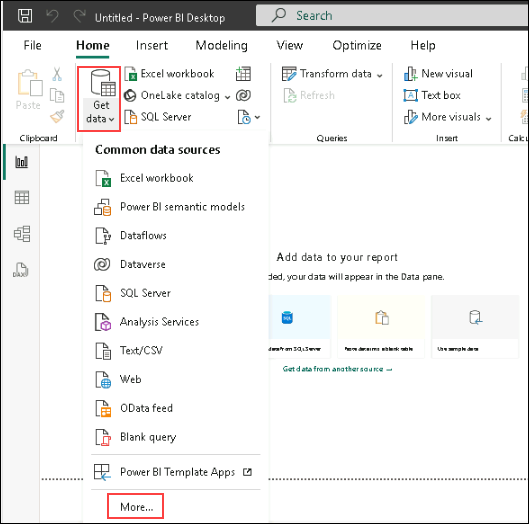 Untitled - Power BI Desktop
Search
File Home Insert Modeling View Optimize Help
Paste
Clipboard
Get data
Excel workbook
OneLake catalog
SQL Server
Transform data
Refresh
Queries
New visual
Text box
More visuals
Insert
Calcu
Common data sources
Excel workbook
Power BI semantic models
Dataflows
Dataverse
SQL Server
Analysis Services
Text/CSV
Web
OData feed
Blank query
Power BI Template Apps
More...
DAX
Add data to your report
ded, your data will appear in the Data pane.
SQL
Paste data into a blank table
Use sample data
Get data from another source →